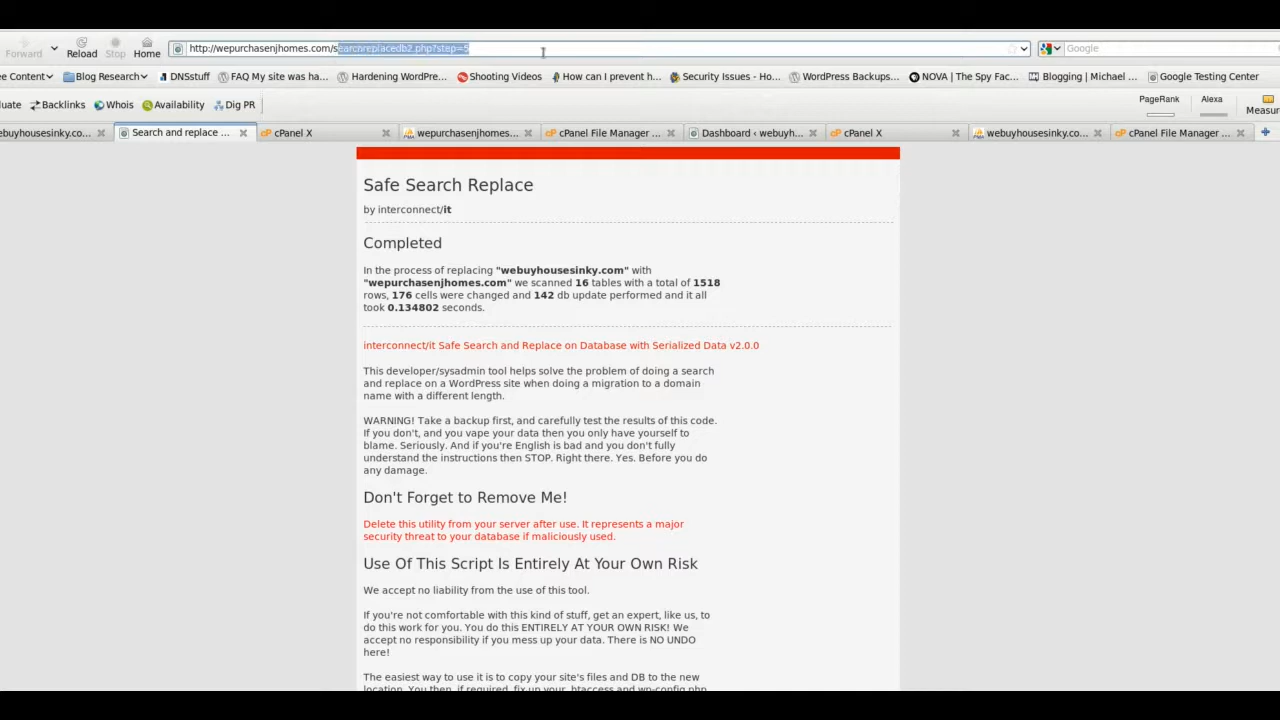 Forward Reload Stop Home http://wepurchasenjhomes.com/searchreplacedb2.php?step=5 Google
ee Content Blog Research DNSstuff FAQ My site was ha... Hardening WordPre... Shooting Videos How can I prevent h... Security Issues - Ho... WordPress Backups... NOVA | The Spy Fac... Blogging | Michael ... Google Testing Center
uate Backlinks Whois Availability Dig PR PageRank Alexa Measur
ebuyhousesinky.co... Search and replace ... cPanel X wepurchasenjhomes... cPanel File Manager ... Dashboard ‹ webuyh... cPanel X webuyhousesinky.co... cPanel File Manager ...
Safe Search Replace
by interconnect/it
Completed
In the process of replacing "webuyhousesinky.com" with
"wepurchasenjhomes.com" we scanned 16 tables with a total of 1518
rows, 176 cells were changed and 142 db update performed and it all
took 0.134802 seconds.
interconnect/it Safe Search and Replace on Database with Serialized Data v2.0.0
This developer/sysadmin tool helps solve the problem of doing a search
and replace on a WordPress site when doing a migration to a domain
name with a different length.
WARNING! Take a backup first, and carefully test the results of this code.
If you don't, and you vape your data then you only have yourself to
blame. Seriously. And if you're English is bad and you don't fully
understand the instructions then STOP. Right there. Yes. Before you do
any damage.
Don't Forget to Remove Me!
Delete this utility from your server after use. It represents a major
security threat to your database if maliciously used.
Use Of This Script Is Entirely At Your Own Risk
We accept no liability from the use of this tool.
If you're not comfortable with this kind of stuff, get an expert, like us, to
do this work for you. You do this ENTIRELY AT YOUR OWN RISK! We
accept no responsibility if you mess up your data. There is NO UNDO
here!
The easiest way to use it is to copy your site's files and DB to the new
location. You then, if required, fix up your .htaccess and wp-config.php